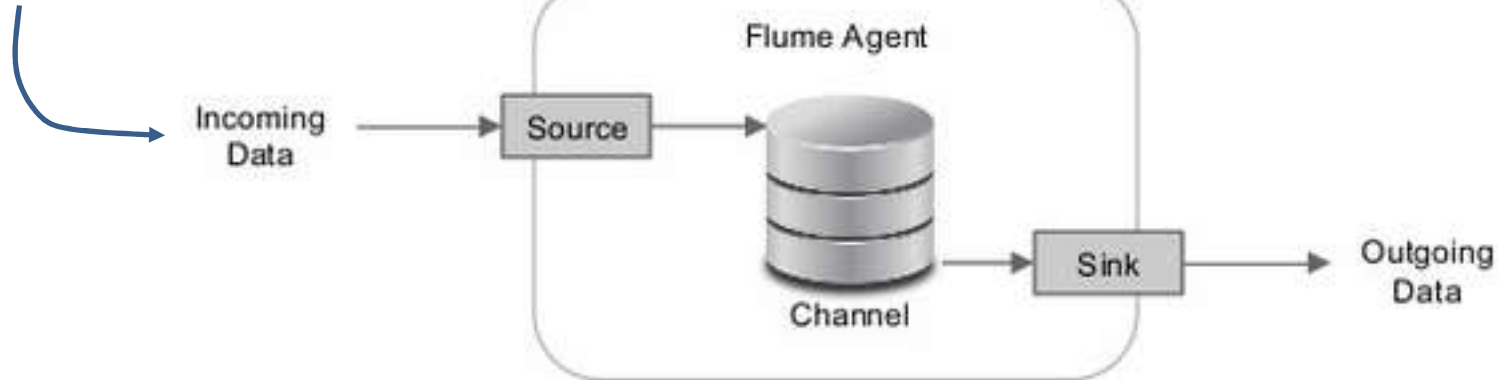 Flume Agent
Incoming
Data
Source
Channel
Sink
Outgoing
Data